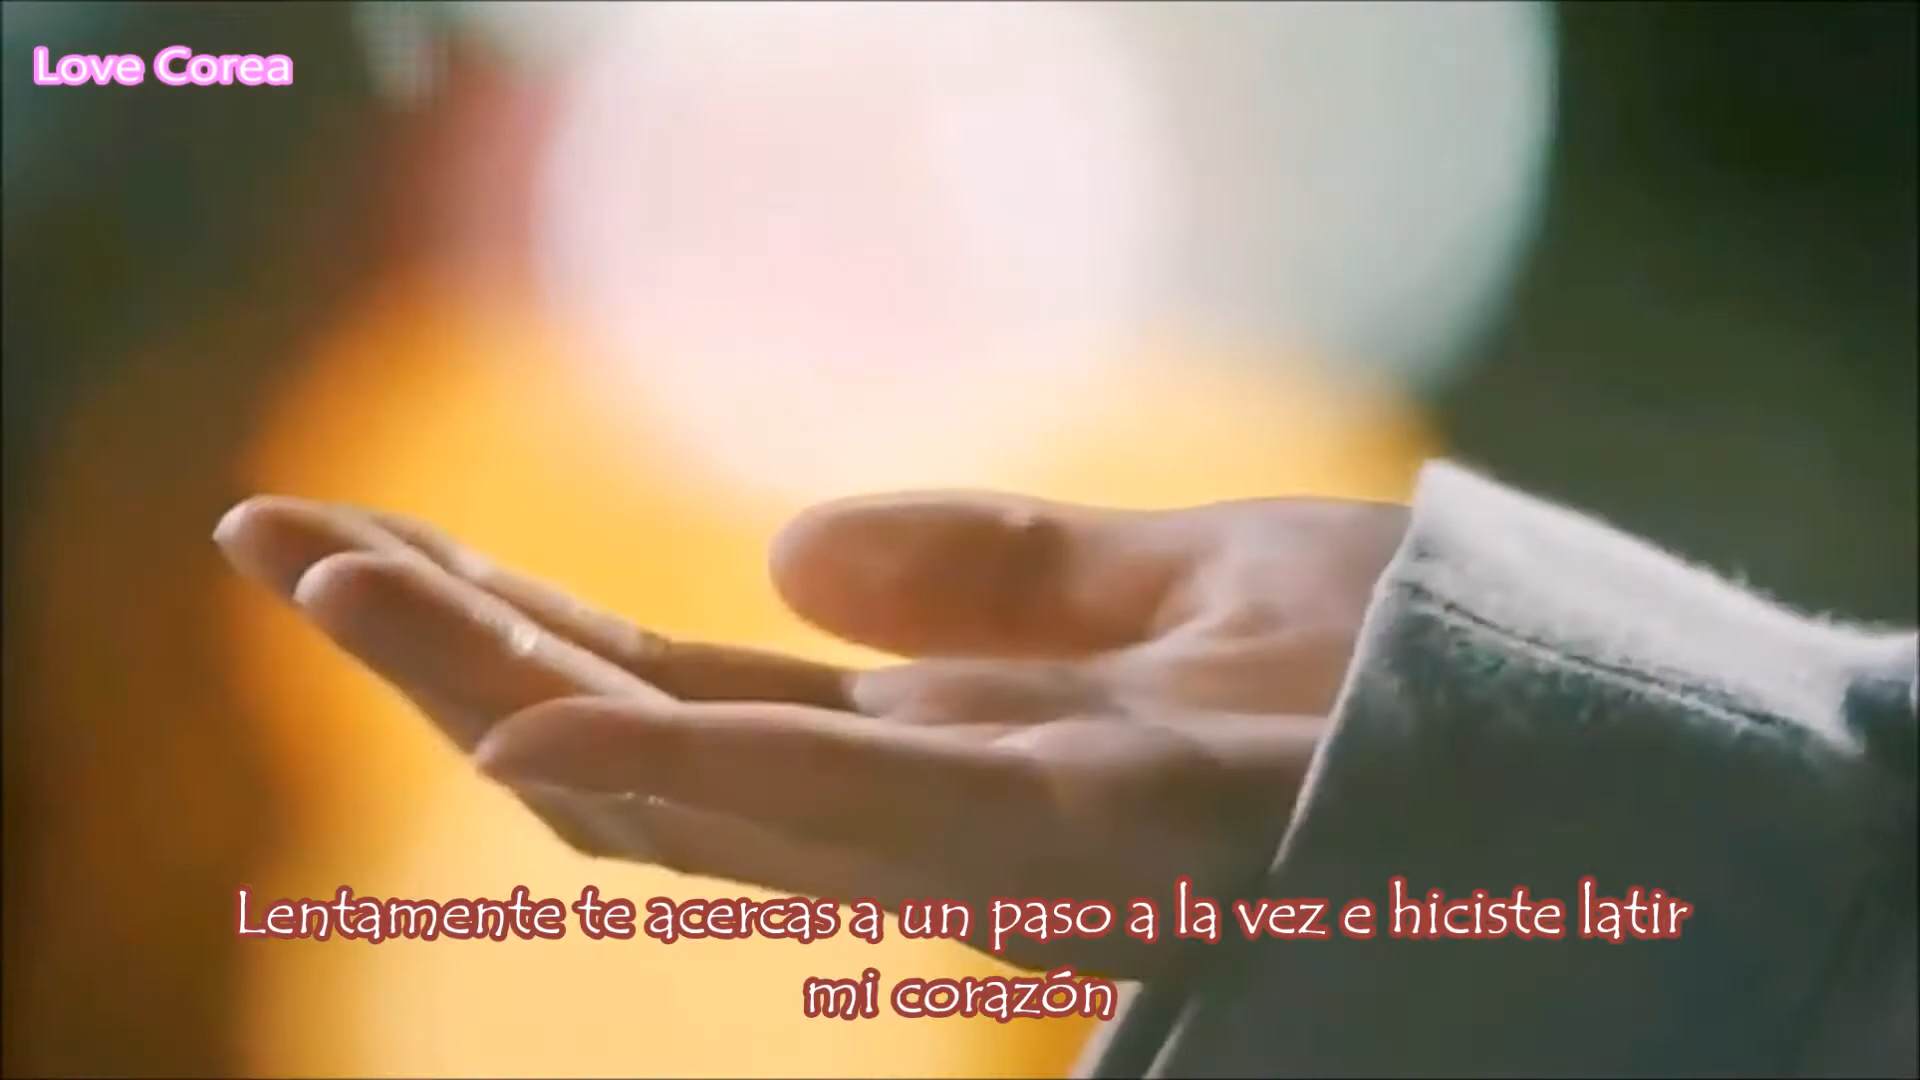 Love Corea
Lentamente te acercas a un paso a la vez e hiciste latir
mi corazón